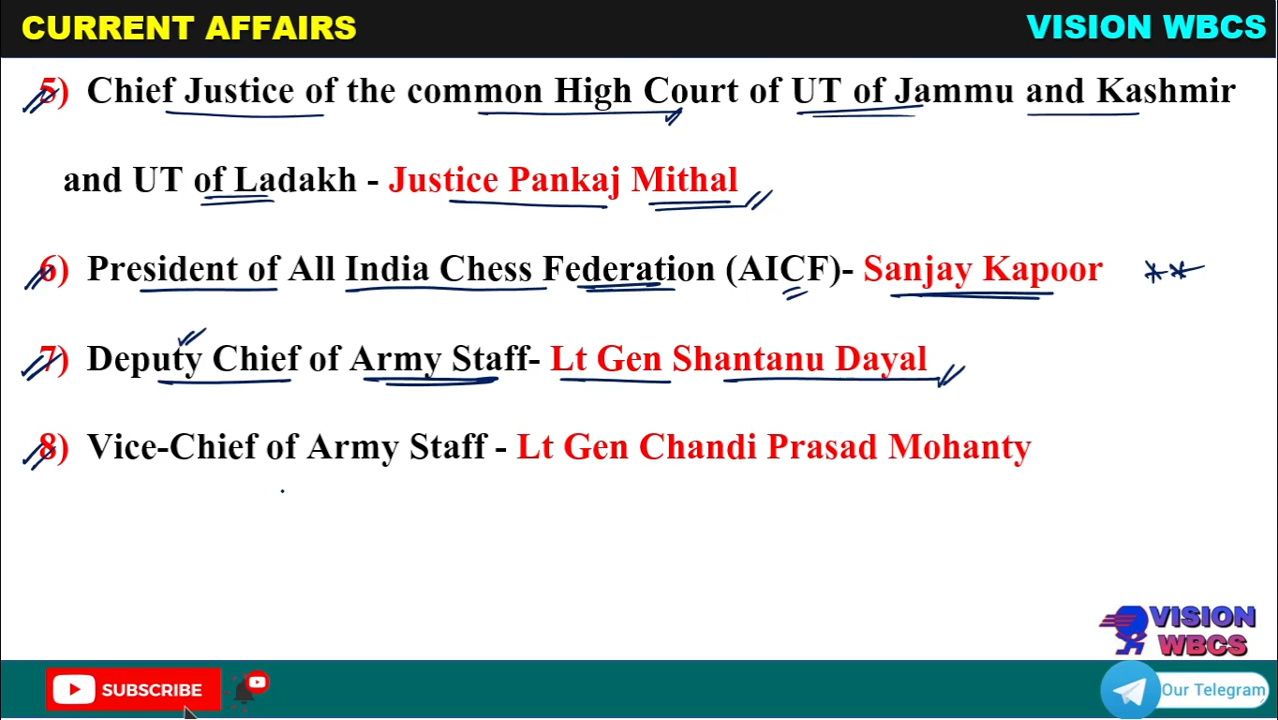 CURRENT AFFAIRS
VISION WBCS
5) Chief Justice of the common High Court of UT of Jammu and Kashmir
and UT of Ladakh - Justice Pankaj Mithal
6) President of All India Chess Federation (AICF)- Sanjay Kapoor **
7) Deputy Chief of Army Staff- Lt Gen Shantanu Dayal
8) Vice-Chief of Army Staff - Lt Gen Chandi Prasad Mohanty
VISION
WBCS
SUBSCRIBE
Our Telegram